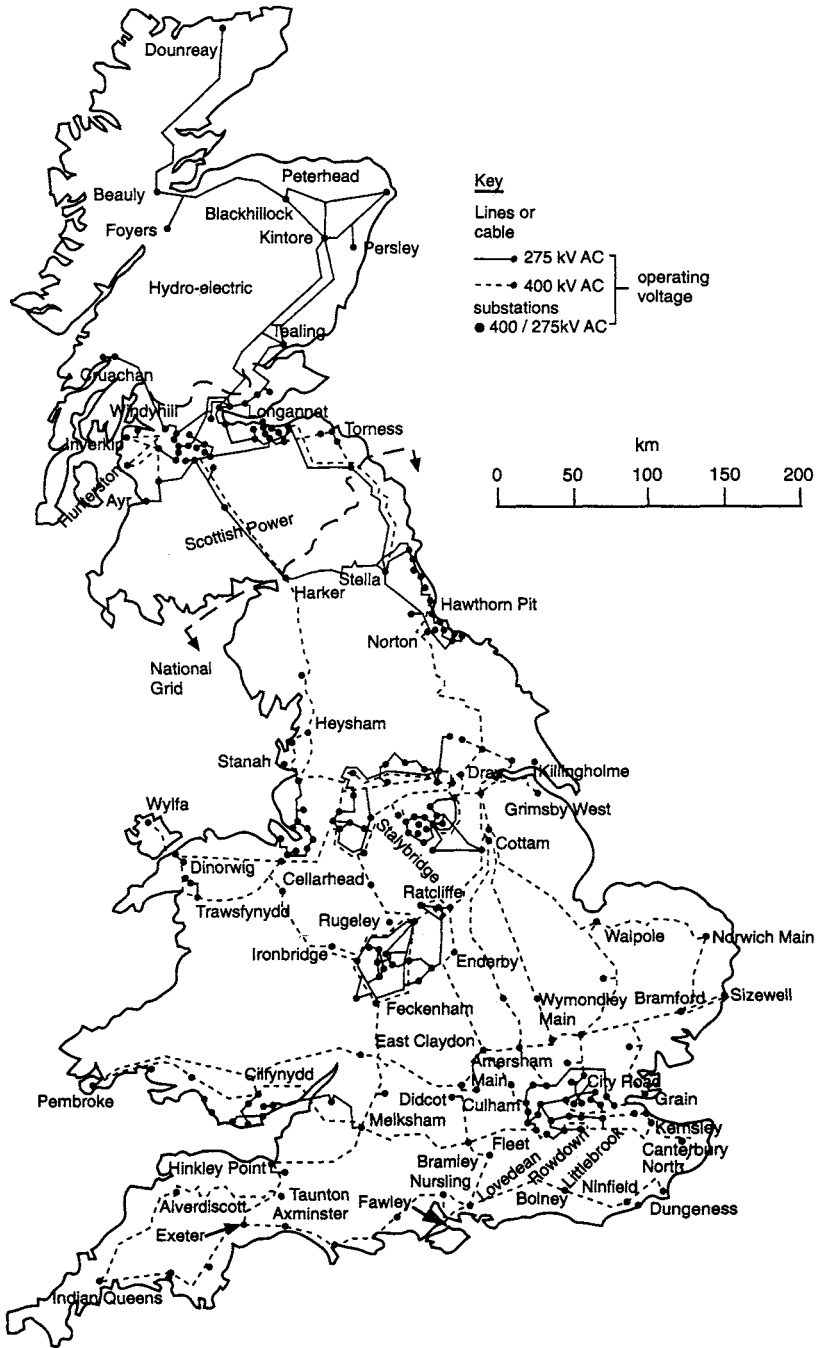 Dounreay
Peterhead
Beauly
Blackhillock
Foyers
Kintore
Persley
Hydro-electric
Tealing
Key
Lines or
cable
275 kV AC
400 kV AC
operating
voltage
substations
400 / 275kV AC
Cruachan
Windyhill
Longannet
Torness
Inverkip
Hunterston
Ayr
Scottish Power
km
0 50 100 150 200
Stella
Harker
Hawthorn Pit
Norton
National
Grid
Heysham
Stanah
Drax
Killingholme
Wylfa
Grimsby West
Stalybridge
Cottam
Dinorwig
Cellarhead
Ratcliffe
Trawsfynydd
Rugeley
Walpole
Norwich Main
Ironbridge
Enderby
Feckenham
Wymondley
Main
Bramford
Sizewell
East Claydon
Amersham
Main
Cilfynydd
City Road
Pembroke
Didcot
Culham
Grain
Melksham
Kemsley
Fleet
Canterbury
North
Hinkley Point
Bramley
Nursling
Lovedean
Rowdown
Littlebrook
Alverdiscott
Taunton
Fawley
Bolney
Ninfield
Axminster
Exeter
Dungeness
Indian Queens